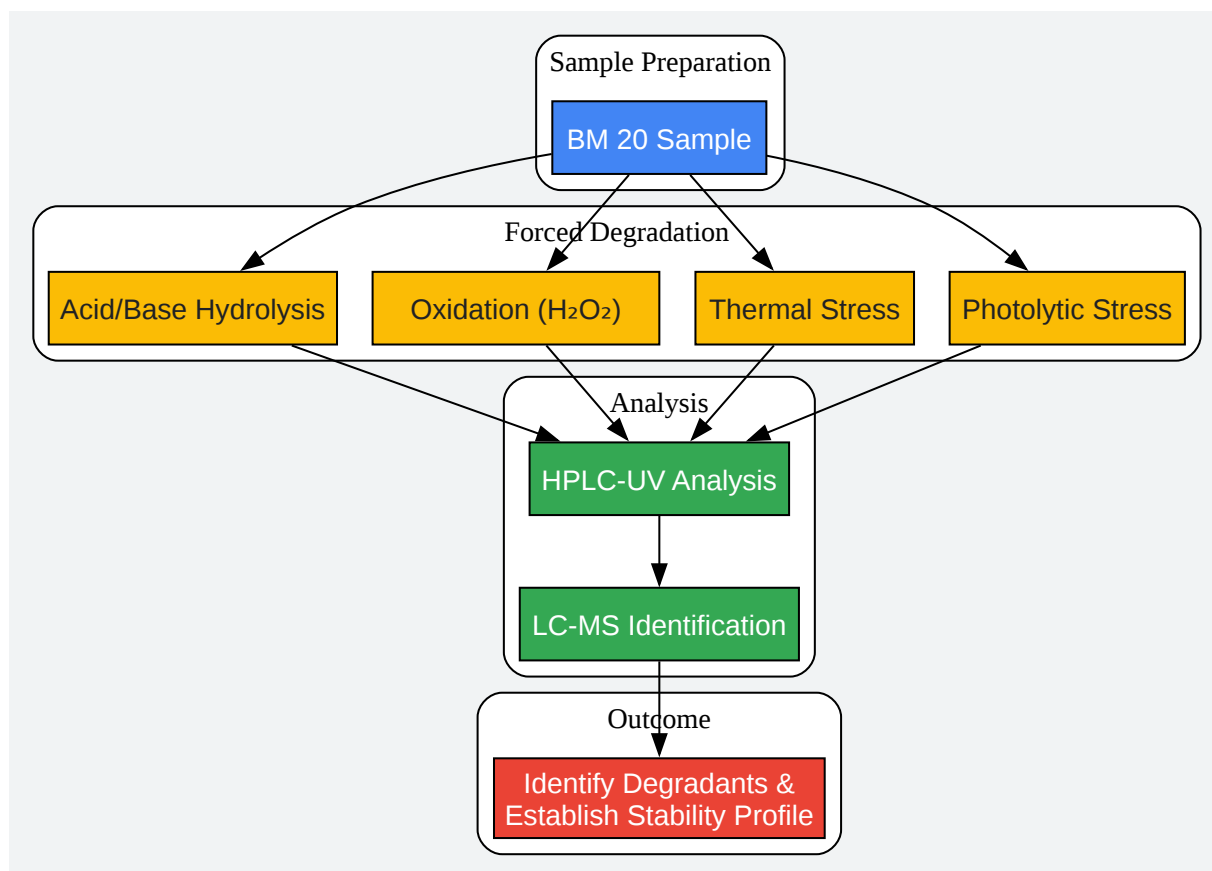 Sample Preparation
BM 20 Sample
Forced Degradation
Acid/Base Hydrolysis
Oxidation (H₂O₂)
Thermal Stress
Photolytic Stress
Analysis
HPLC-UV Analysis
LC-MS Identification
Outcome
Identify Degradants &
Establish Stability Profile